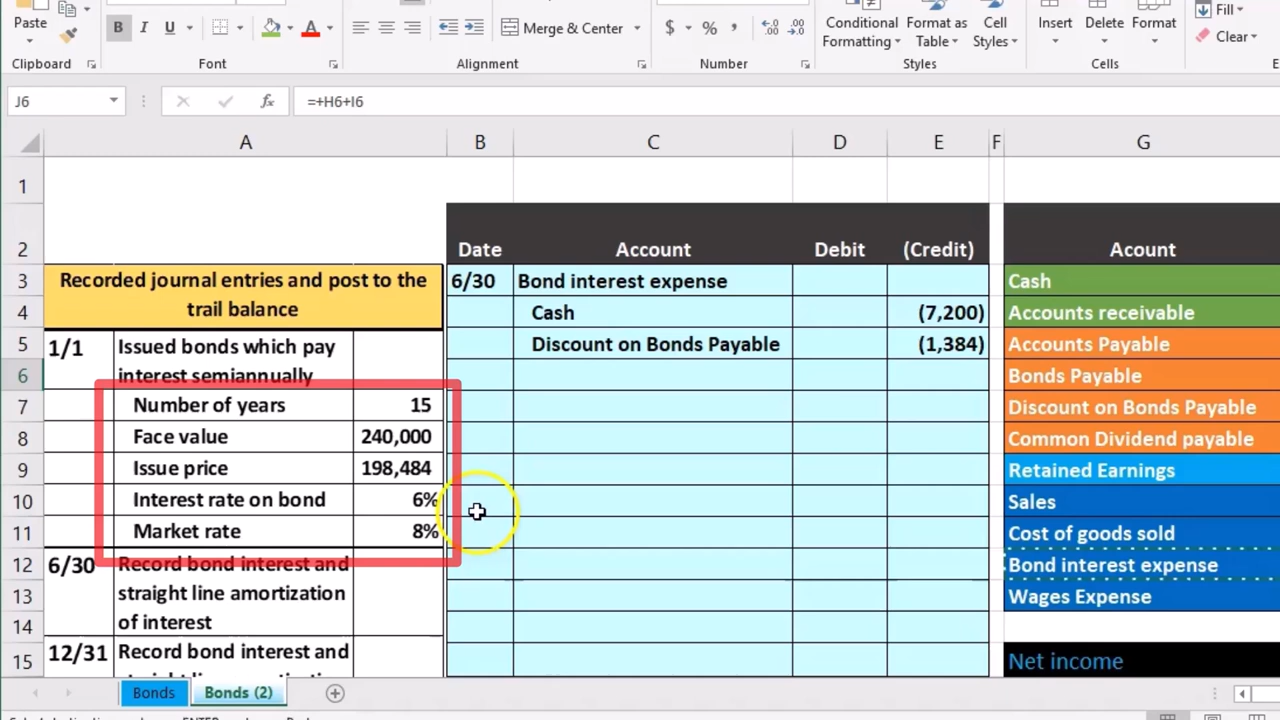 Paste
B I U
A
Merge & Center
$ % ,
Conditional Format as Cell
Formatting Table Styles
Insert Delete Format
Fill
Clear
Clipboard Font Alignment Number Styles Cells
J6 fx =+H6+I6
A B C D E F G
1
2 Date Account Debit (Credit) Acount
3 Recorded journal entries and post to the
trail balance
6/30 Bond interest expense Cash
4 Cash (7,200) Accounts receivable
5 1/1 Issued bonds which pay
interest semiannually
Discount on Bonds Payable (1,384) Accounts Payable
6 Bonds Payable
7 Number of years 15 Discount on Bonds Payable
8 Face value 240,000 Common Dividend payable
9 Issue price 198,484 Retained Earnings
10 Interest rate on bond 6% Sales
11 Market rate 8% Cost of goods sold
12 6/30 Record bond interest and Bond interest expense
13 straight line amortization Wages Expense
14 of interest
15 12/31 Record bond interest and Net income
Bonds Bonds (2)